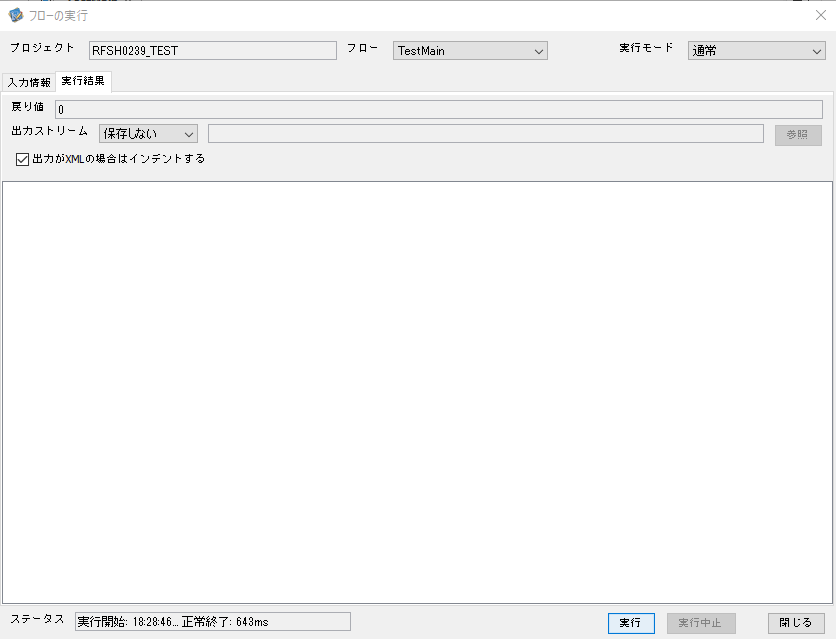 フローの実行
プロジェクト RFSH0239_TEST フロー TestMain 実行モード 通常
入力情報 実行結果
戻り値 0
出力ストリーム 保存しない 参照
出力がXMLの場合はインデントする
ステータス 実行開始: 18:28:46... 正常終了: 643ms 実行 実行中止 閉じる